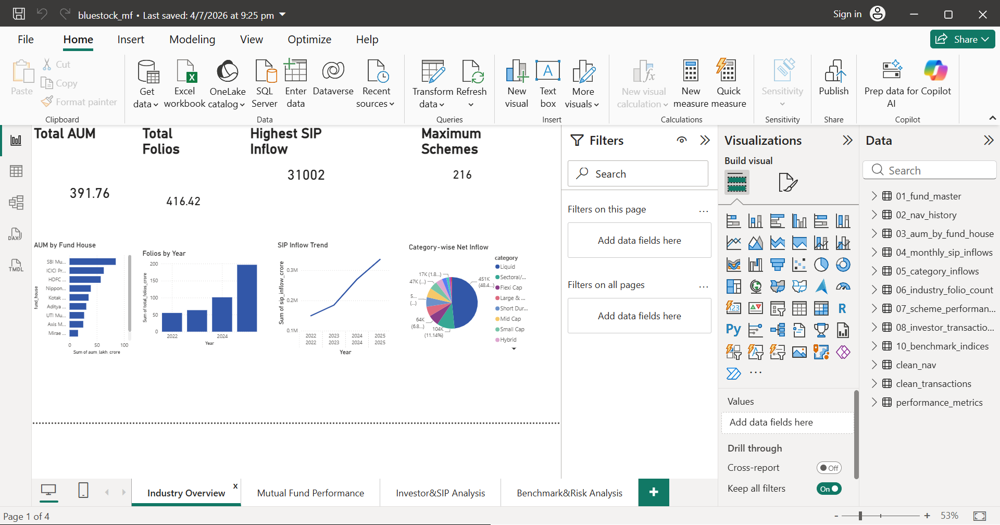 bluestock_mf • Last saved: 4/7/2026 at 9:25 pm
Sign in
File Home Insert Modeling View Optimize Help
Share
Paste
Cut
Copy
Format painter
Clipboard
Get data
Excel workbook
OneLake catalog
SQL Server
Enter data
Dataverse
Recent sources
Data
Transform data
Refresh
Queries
New visual
Text box
More visuals
Insert
New visual calculation
New measure
Quick measure
Calculations
Sensitivity
Sensitivity
Publish
Share
Prep data for AI
Copilot
Copilot
Total AUM
391.76
Total
Folios
416.42
Highest SIP
Inflow
31002
Maximum
Schemes
216
AUM by Fund House
fund_house
SBI Mu...
ICICI Pr...
HDFC ...
Nippon...
Kotak ...
Aditya ...
UTI Mu...
Axis M...
Mirae ...
0 50 100
Sum of aum_lakh_crore
Folios by Year
Sum of total_folios_crore
200
150
100
50
0
2022 2024
Year
SIP Inflow Trend
Sum of sip_inflow_crore
0.3M
0.2M
0.1M
2022 2023 2024 2025
2022 2023 2024 2025
Year
Category-wise Net Inflow
17K (1.8...)
47K (...)
5...
(...)
64K
(6.8...)
104K
(11.14%)
451K
(48.4...)
category
Liquid
Sectoral/...
Flexi Cap
Large & ...
Short Dur...
Mid Cap
Small Cap
Hybrid
Filters
Search
Filters on this page ...
Add data fields here
Filters on all pages ...
Add data fields here
Visualizations
Build visual
123
R
Py
...
Values
Add data fields here
Drill through
Cross-report Off
Keep all filters On
Data
Search
01_fund_master
02_nav_history
03_aum_by_fund_house
04_monthly_sip_inflows
05_category_inflows
06_industry_folio_count
07_scheme_performan...
08_investor_transactio...
10_benchmark_indices
clean_nav
clean_transactions
performance_metrics
DAX
TMDL
Industry Overview x
Mutual Fund Performance
Investor&SIP Analysis
Benchmark&Risk Analysis
+
Page 1 of 4
- + 53%